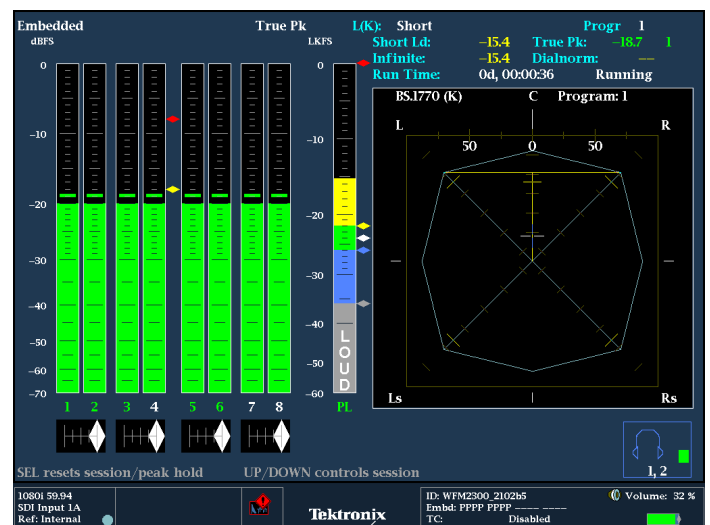 Embedded True Pk L(K): Short Progr 1
dBFS LKFS Short Ld: −15.4 True Pk: −18.7 1
Infinite: −15.4 Dialnorm: −−
Run Time: 0d, 00:00:36 Running
0 0
BS.1770 (K) C Program: 1
L R
50 0 50
−10 −10
−20 −20
−30 −30
−40 −40
−50 −50
−60 −60
−70
LOUD
Ls Rs
1 2 3 4 5 6 7 8 PL
1, 2
SEL resets session/peak hold UP/DOWN controls session
1080i 59.94
SDI Input 1A
Ref: Internal
Tektronix
ID: WFM2300_2102b5 Volume: 32 %
Embd: PPPP PPPP −−−− −−−−
TC: Disabled